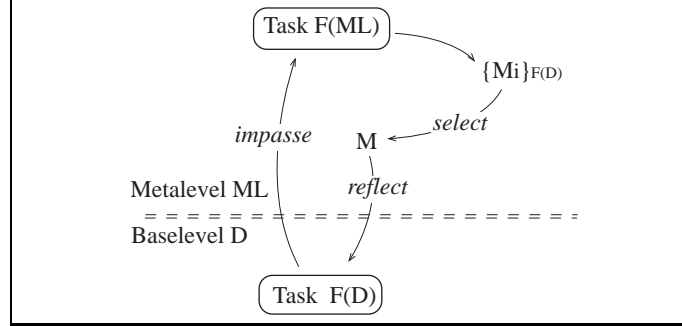 Task F(ML)
{Mi}F(D)
select
impasse
M
reflect
Metalevel ML
Baselevel D
Task F(D)